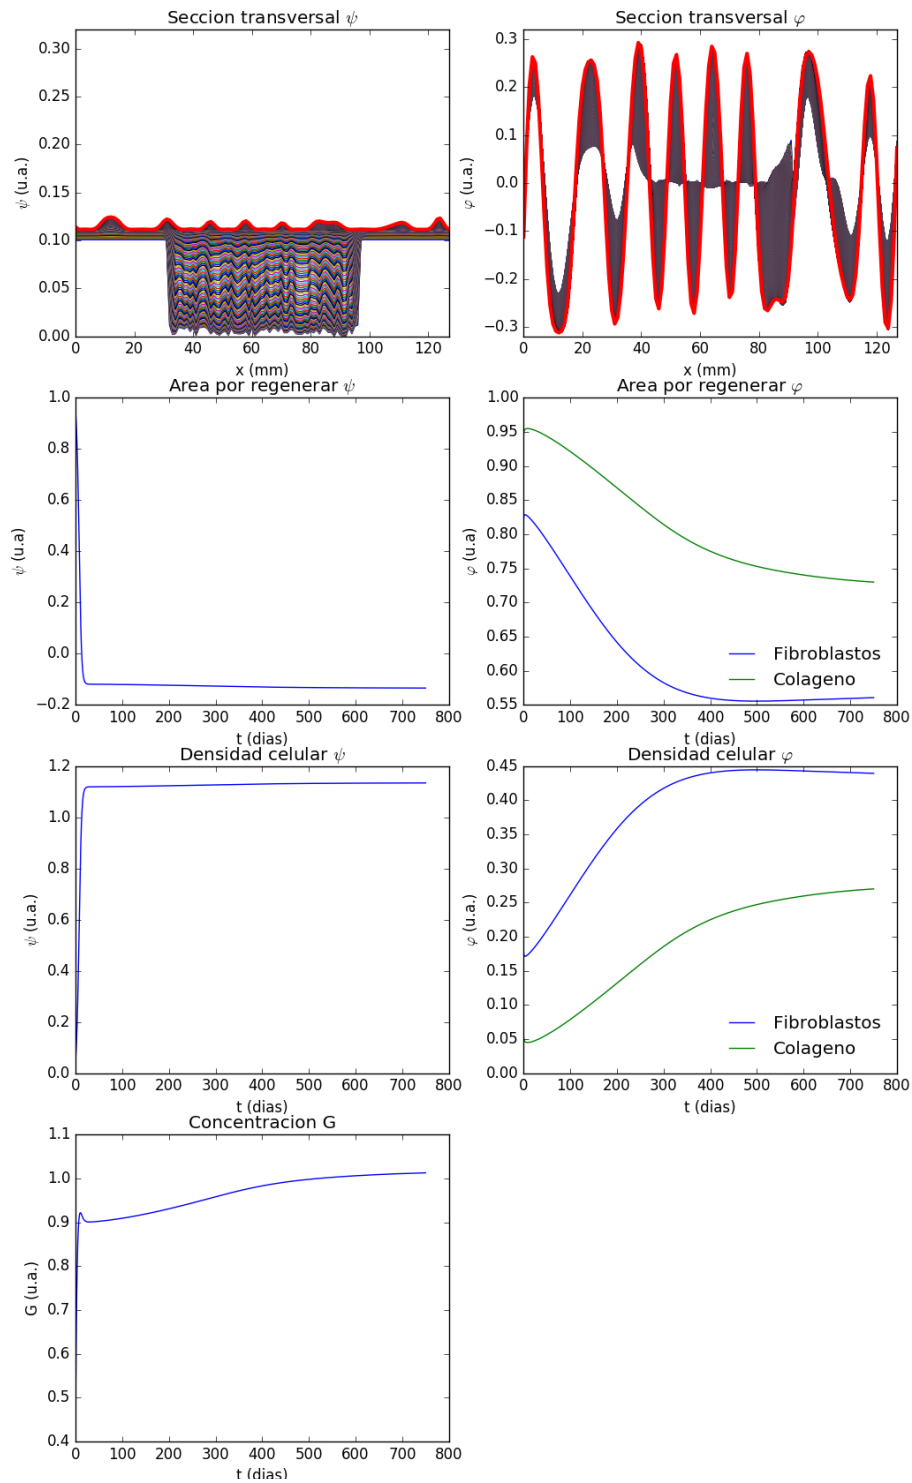 Seccion transversal ψ
0.30
0.25
0.20
0.15
0.10
0.05
0.00
ψ (u.a.)
0 20 40 60 80 100 120
x (mm)
Seccion transversal φ
0.3
0.2
0.1
0.0
−0.1
−0.2
−0.3
φ (u.a.)
0 20 40 60 80 100 120
x (mm)
Area por regenerar ψ
1.0
0.8
0.6
0.4
0.2
0.0
−0.2
ψ (u.a)
0 100 200 300 400 500 600 700 800
t (dias)
Area por regenerar φ
1.00
0.95
0.90
0.85
0.80
0.75
0.70
0.65
0.60
0.55
φ (u.a)
Fibroblastos
Colageno
0 100 200 300 400 500 600 700 800
t (dias)
Densidad celular ψ
1.2
1.0
0.8
0.6
0.4
0.2
0.0
ψ (u.a.)
0 100 200 300 400 500 600 700 800
t (dias)
Densidad celular φ
0.45
0.40
0.35
0.30
0.25
0.20
0.15
0.10
0.05
0.00
φ (u.a.)
Fibroblastos
Colageno
0 100 200 300 400 500 600 700 800
t (dias)
Concentracion G
1.1
1.0
0.9
0.8
0.7
0.6
0.5
0.4
G (u.a.)
0 100 200 300 400 500 600 700 800
t (dias)